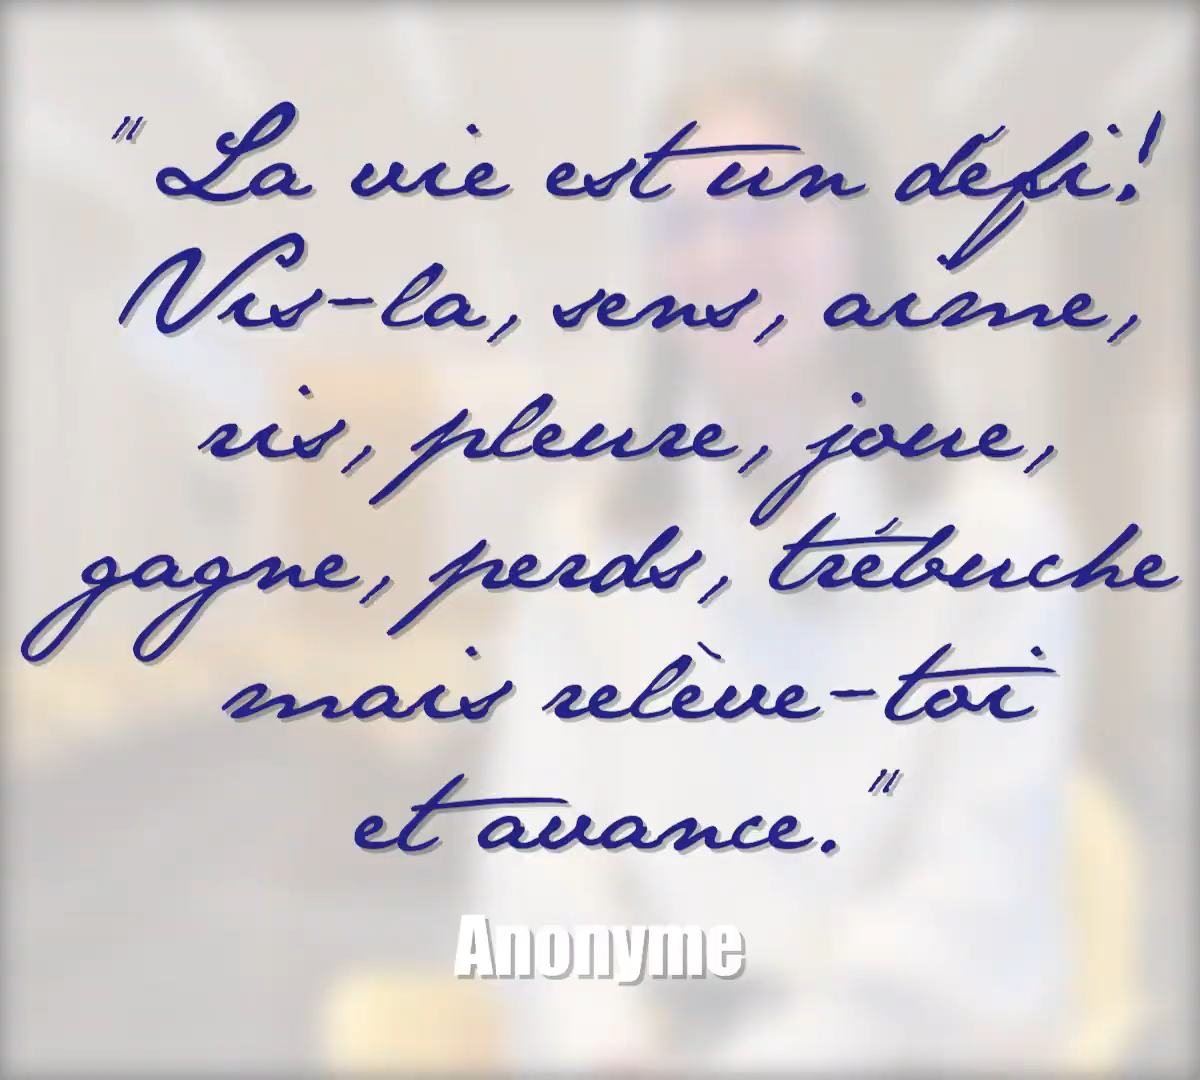 " La vie est un défi!
Vis-la, sens, aime,
ris, pleure, joue,
gagne, perds, trébuche
mais relève-toi
et avance. "
Anonyme